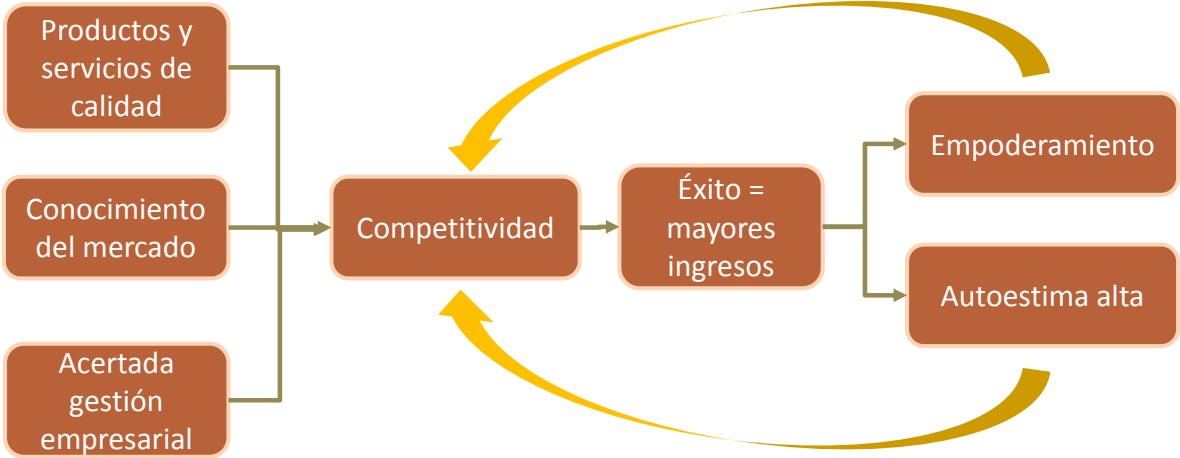 Productos y
servicios de
calidad
Conocimiento
del mercado
Acertada
gestión
empresarial
Competitividad
Éxito =
mayores
ingresos
Empoderamiento
Autoestima alta